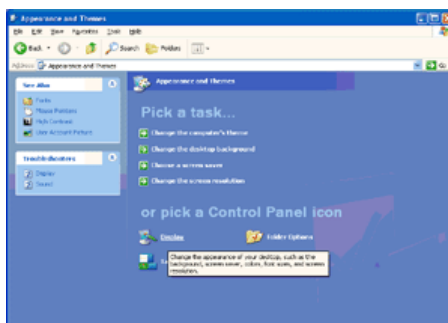 Appearance and Themes
File Edit View Favorites Tools Help
Back Search Folders
Address Appearance and Themes Go
See Also
Fonts
Mouse Pointers
High Contrast
User Account Picture
Troubleshooters
Display
Sound
Appearance and Themes
Pick a task...
Change the computer's theme
Change the desktop background
Choose a screen saver
Change the screen resolution
or pick a Control Panel icon
Display Folder Options
Change the appearance of your desktop, such as the
background, screen saver, colors, font sizes, and screen
resolution.